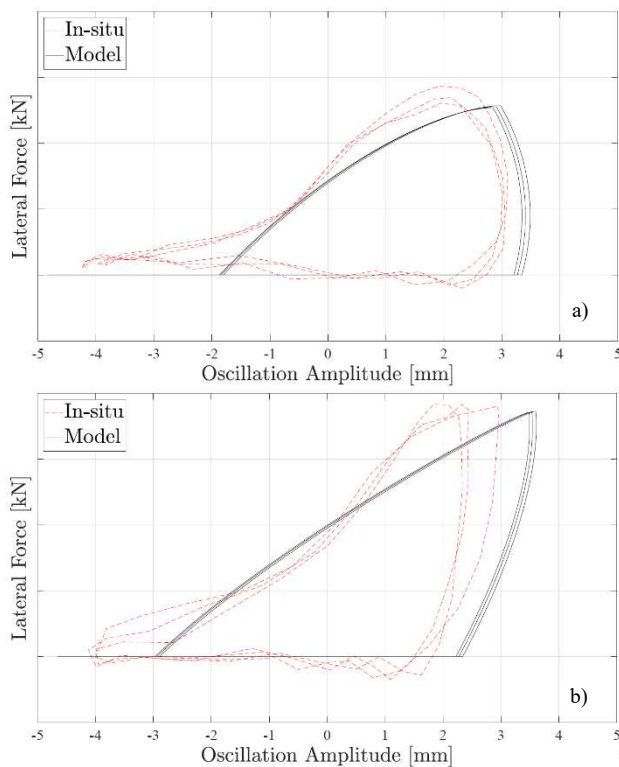 In-situ
Model
Lateral Force [kN]
a)
-5 -4 -3 -2 -1 0 1 2 3 4 5
Oscillation Amplitude [mm]
In-situ
Model
Lateral Force [kN]
b)
-5 -4 -3 -2 -1 0 1 2 3 4 5
Oscillation Amplitude [mm]